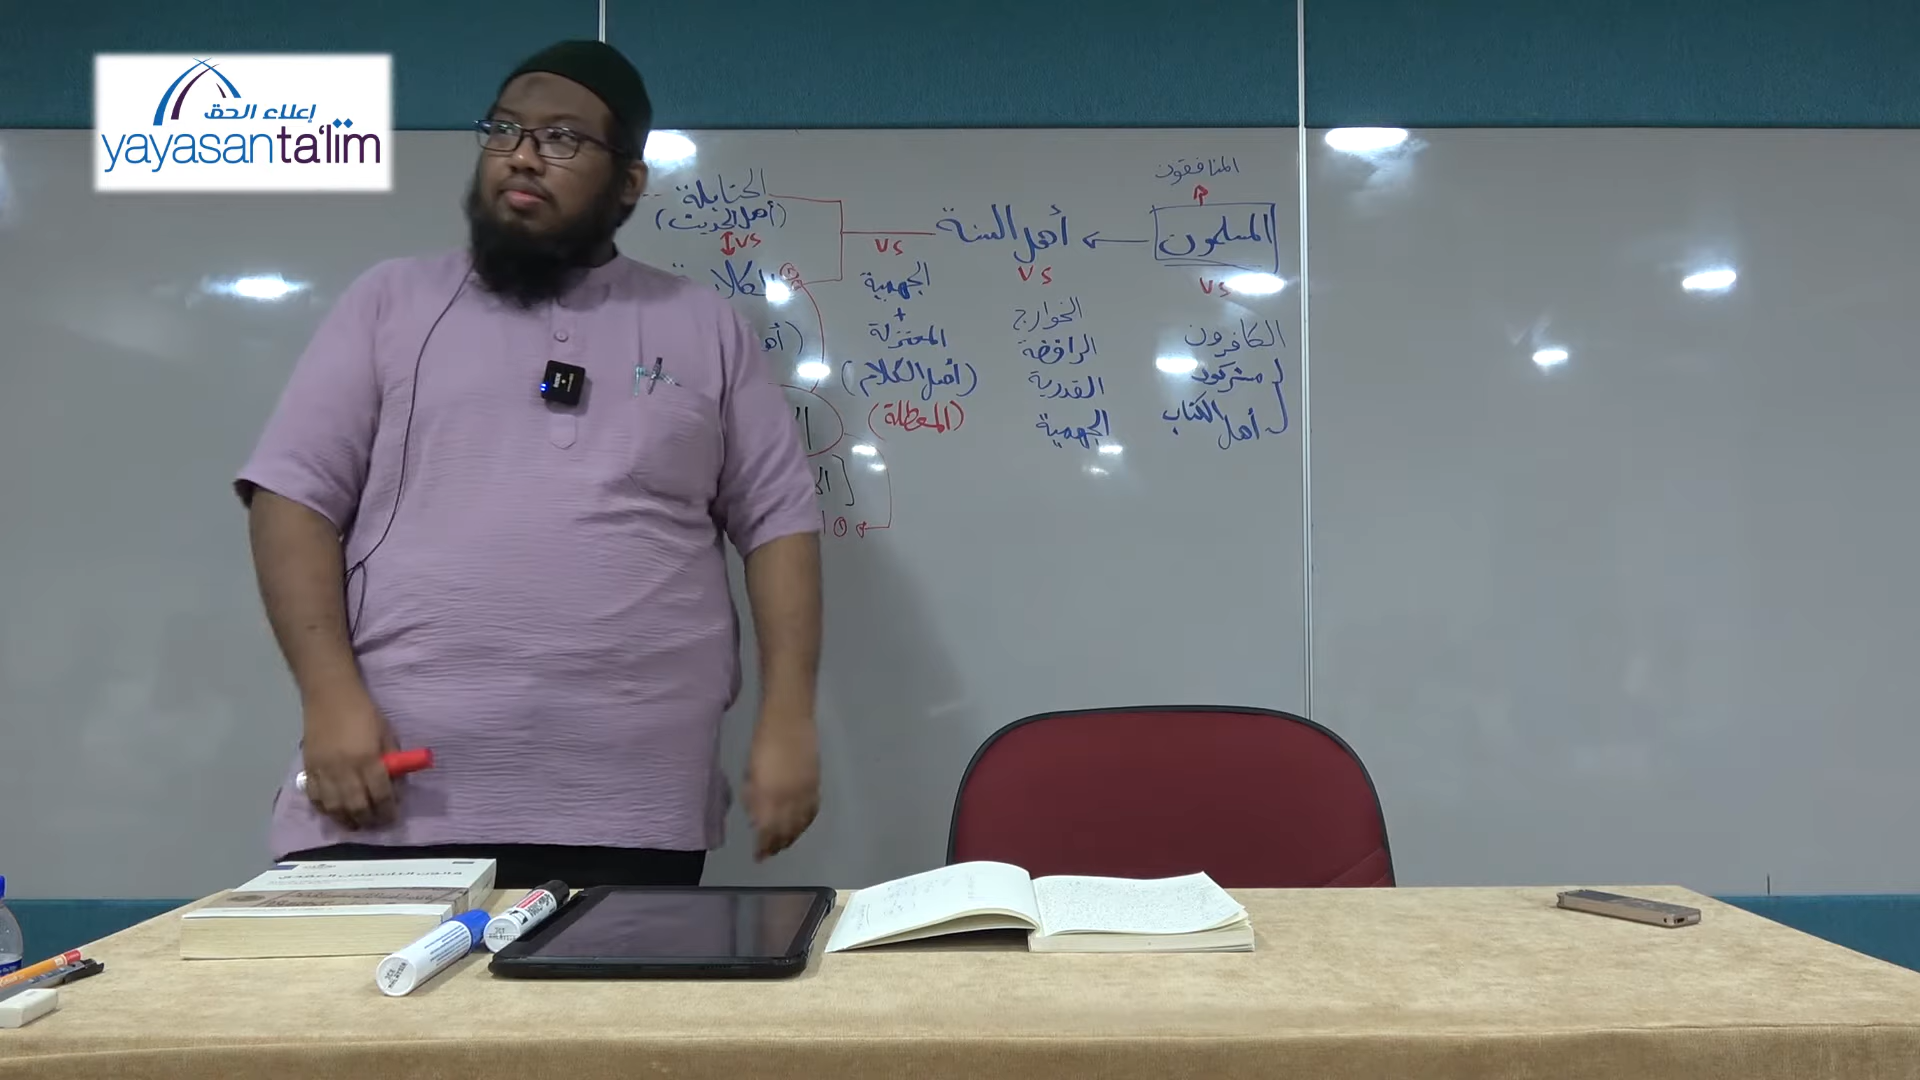 إعلاء الحق
yayasanta'lim
المنافقون
المسلمون
vs
الكافرون
مشركون
أهل الكتاب
أهل السنة
vs
الخوارج
الرافضة
القدرية
الجهمية
vs
الجهمية
+
المعتزلة
(أهل الكلام)
(المعطلة)
الحنابلة
(أهل الحديث)
vs